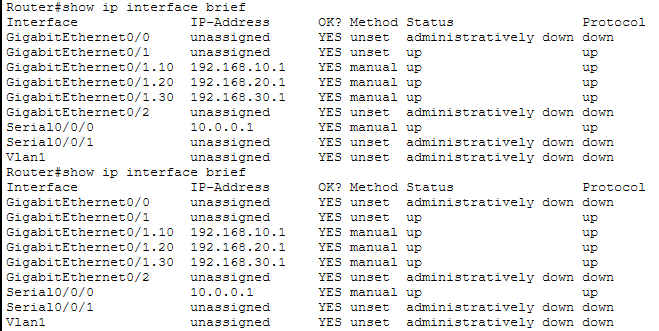 Router#show ip interface brief
Interface              IP-Address      OK? Method Status                Protocol
GigabitEthernet0/0     unassigned      YES unset  administratively down down
GigabitEthernet0/1     unassigned      YES unset  up                    up
GigabitEthernet0/1.10  192.168.10.1    YES manual up                    up
GigabitEthernet0/1.20  192.168.20.1    YES manual up                    up
GigabitEthernet0/1.30  192.168.30.1    YES manual up                    up
GigabitEthernet0/2     unassigned      YES unset  administratively down down
Serial0/0/0            10.0.0.1        YES manual up                    up
Serial0/0/1            unassigned      YES unset  administratively down down
Vlan1                  unassigned      YES unset  administratively down down
Router#show ip interface brief
Interface              IP-Address      OK? Method Status                Protocol
GigabitEthernet0/0     unassigned      YES unset  administratively down down
GigabitEthernet0/1     unassigned      YES unset  up                    up
GigabitEthernet0/1.10  192.168.10.1    YES manual up                    up
GigabitEthernet0/1.20  192.168.20.1    YES manual up                    up
GigabitEthernet0/1.30  192.168.30.1    YES manual up                    up
GigabitEthernet0/2     unassigned      YES unset  administratively down down
Serial0/0/0            10.0.0.1        YES manual up                    up
Serial0/0/1            unassigned      YES unset  administratively down down
Vlan1                  unassigned      YES unset  administratively down down